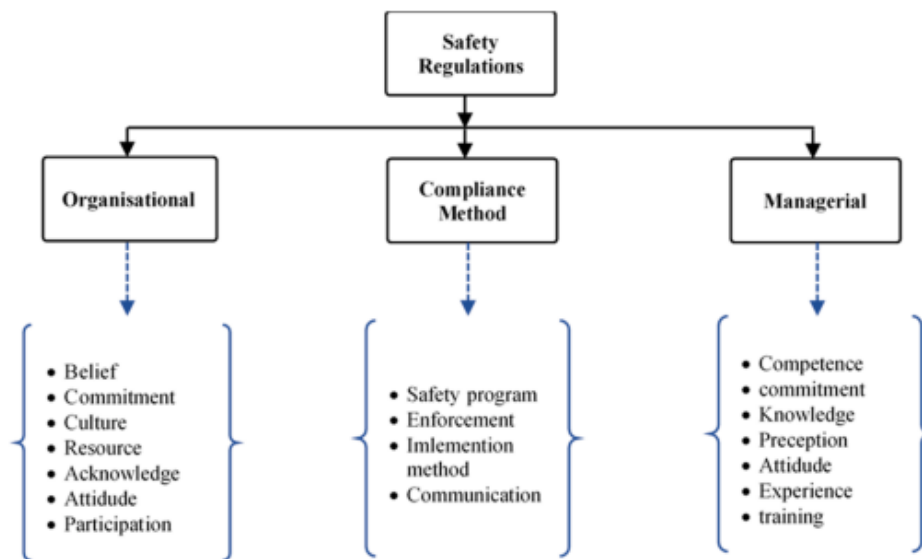 Safety
Regulations
Organisational
Compliance
Method
Managerial
• Belief
• Commitment
• Culture
• Resource
• Acknowledge
• Attidude
• Participation
• Safety program
• Enforcement
• Imlemention
method
• Communication
• Competence
• commitment
• Knowledge
• Preception
• Attidude
• Experience
• training